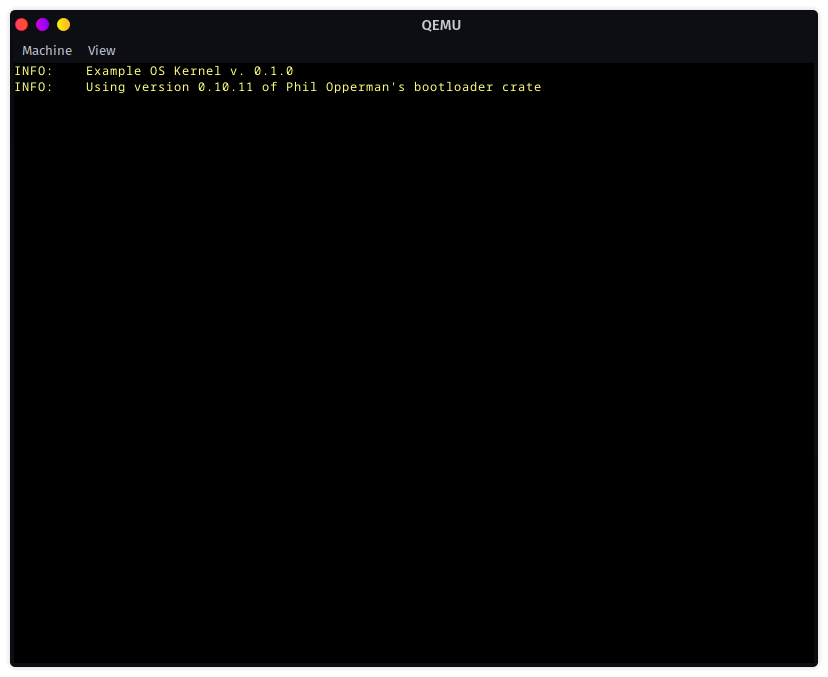 QEMU
Machine View
INFO: Example OS Kernel v. 0.1.0
INFO: Using version 0.10.11 of Phil Opperman's bootloader crate